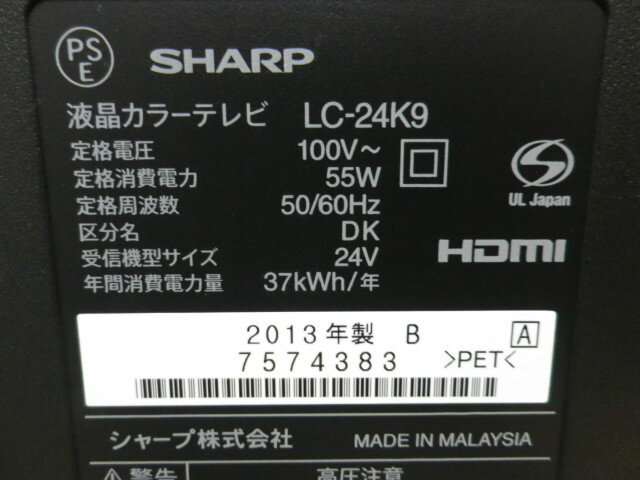 PS
E
SHARP
液晶カラーテレビ LC-24K9
定格電圧 100V～
定格消費電力 55W
定格周波数 50/60Hz
区分名 DK
受信機型サイズ 24V
年間消費電力量 37kWh/年
UL Japan
HDMI
2013年製 B A
7574383 >PET<
シャープ株式会社 MADE IN MALAYSIA
警告 高圧注意